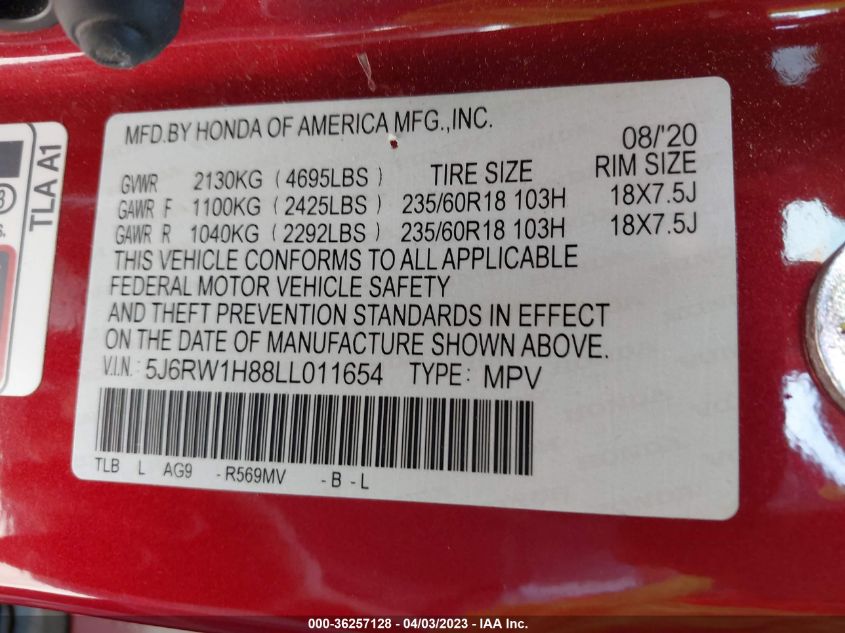 MFD.BY HONDA OF AMERICA MFG.,INC.
08/'20
GVWR 2130KG (4695LBS) TIRE SIZE RIM SIZE
GAWR F 1100KG (2425LBS) 235/60R18 103H 18X7.5J
GAWR R 1040KG (2292LBS) 235/60R18 103H 18X7.5J
THIS VEHICLE CONFORMS TO ALL APPLICABLE
FEDERAL MOTOR VEHICLE SAFETY
AND THEFT PREVENTION STANDARDS IN EFFECT
ON THE DATE OF MANUFACTURE SHOWN ABOVE.
V.I.N: 5J6RW1H88LL011654 TYPE: MPV
TLB L AG9 -R569MV -B -L
TLA A1
000-36257128 - 04/03/2023 - IAA Inc.